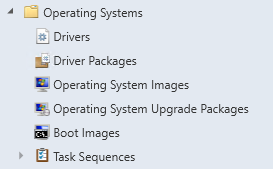 Operating Systems
Drivers
Driver Packages
Operating System Images
Operating System Upgrade Packages
Boot Images
Task Sequences